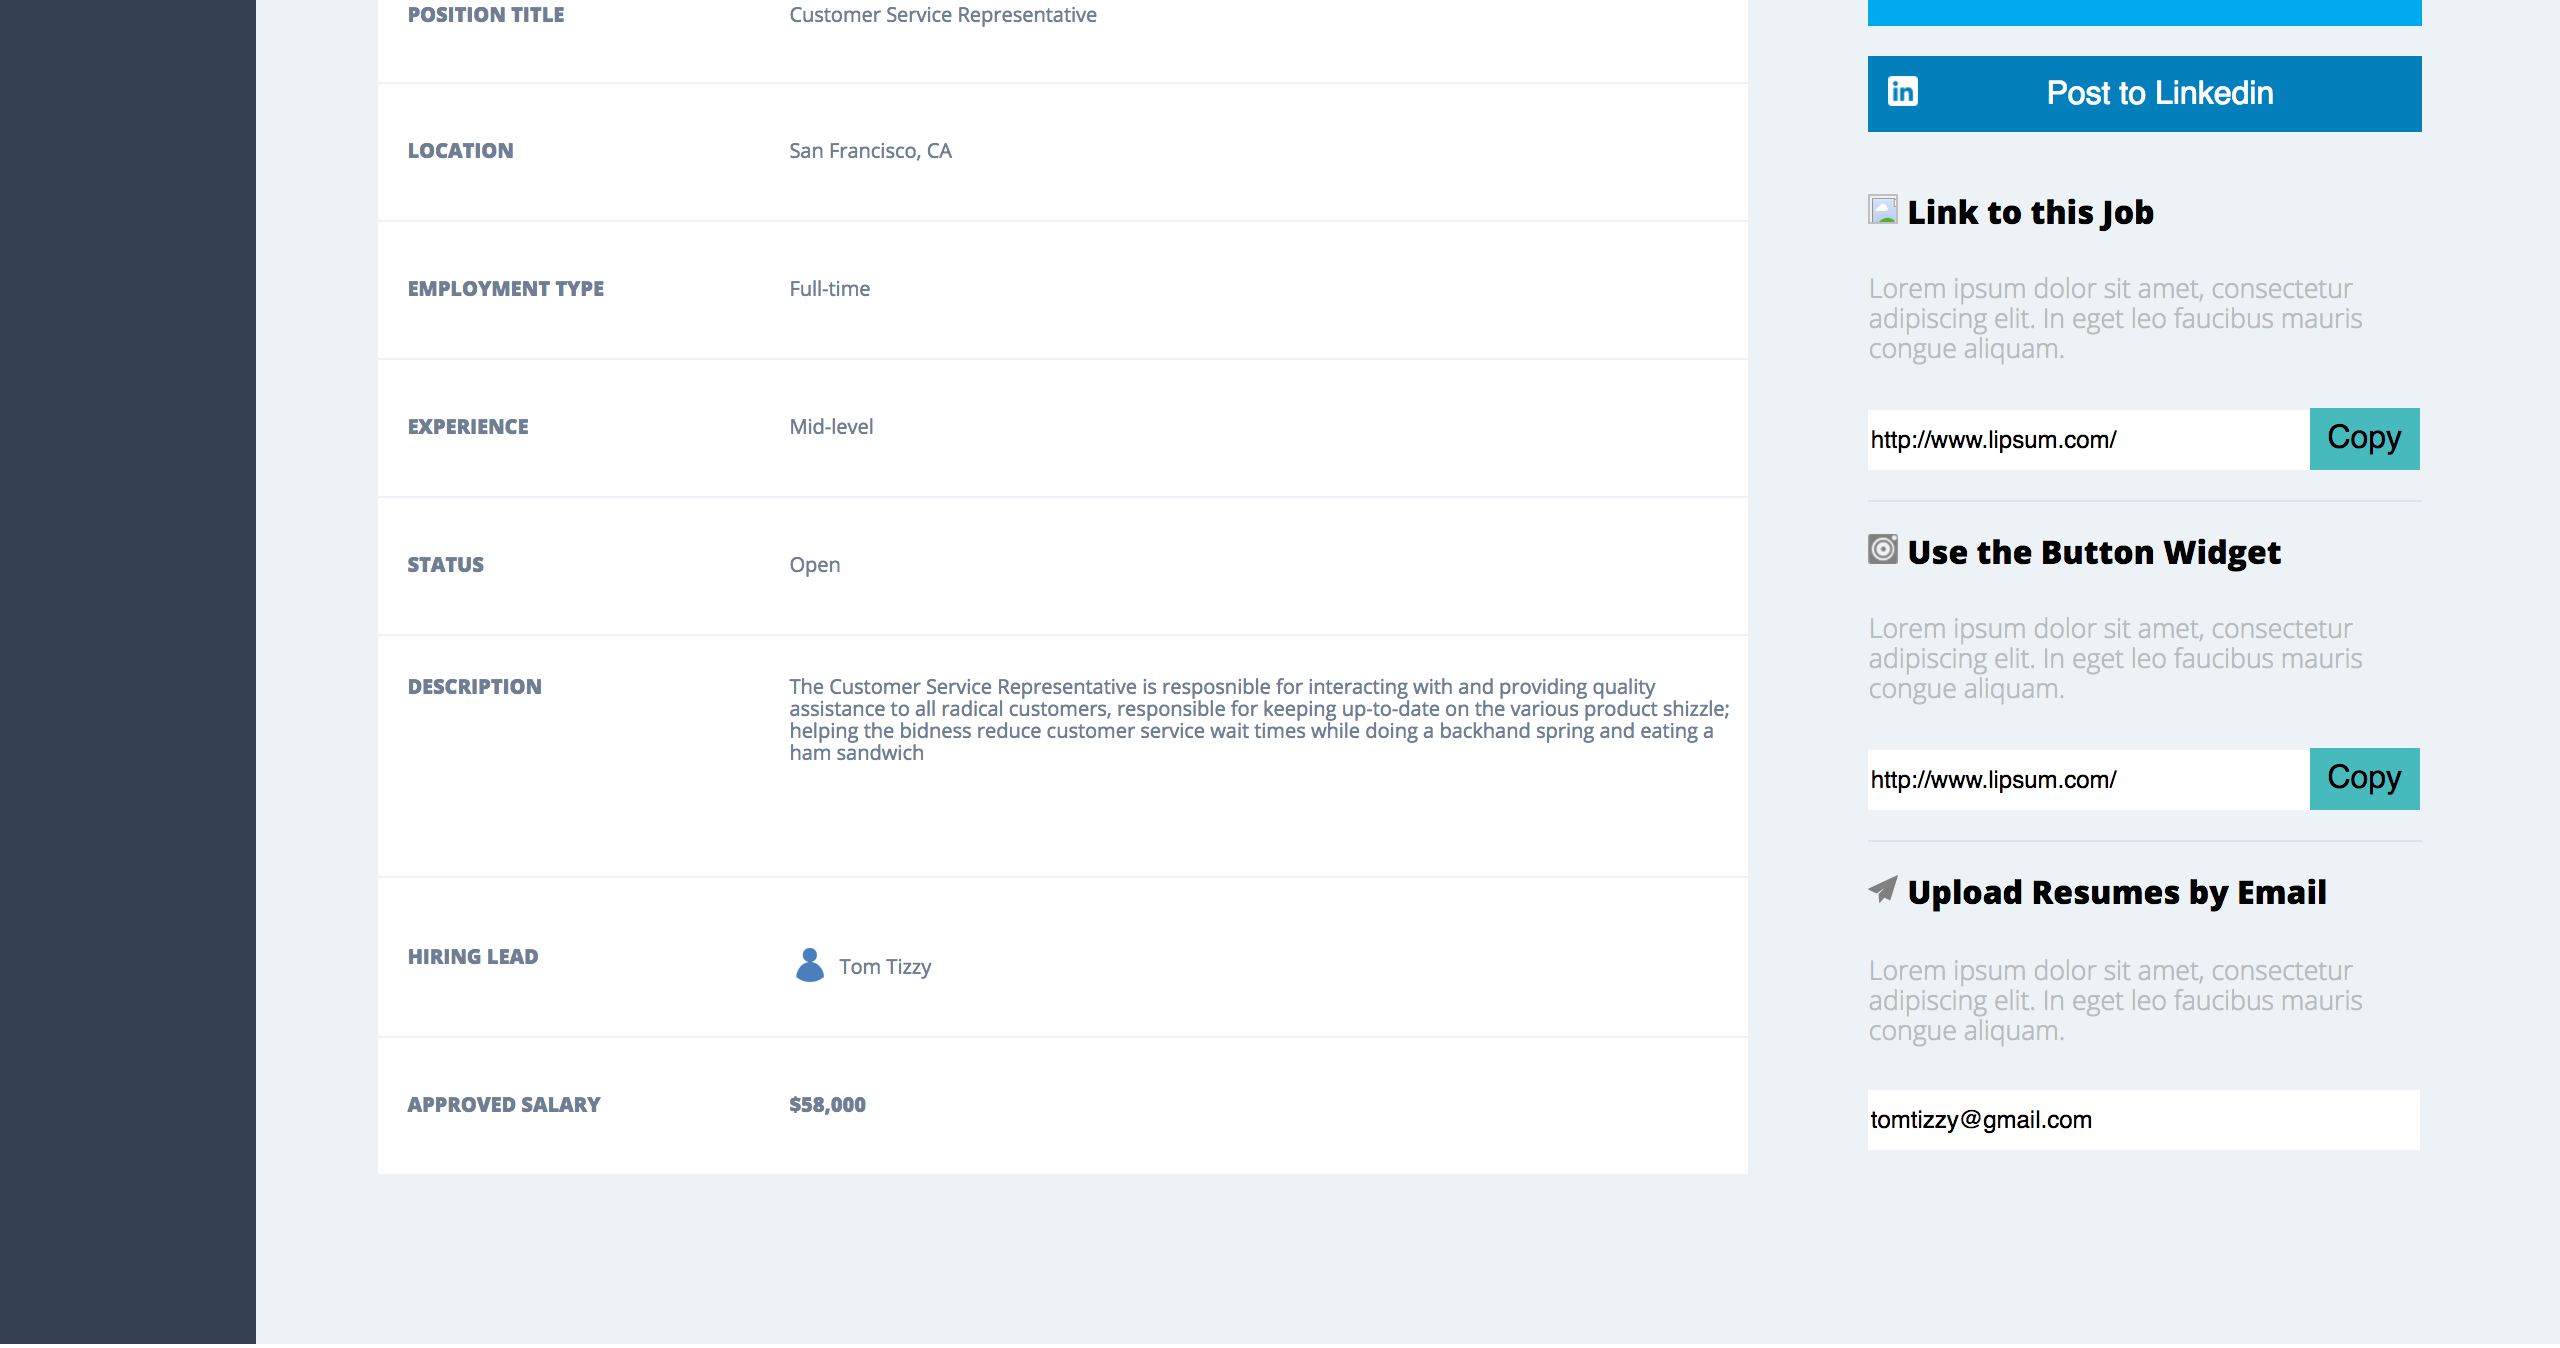 POSITION TITLE
Customer Service Representative
LOCATION
San Francisco, CA
EMPLOYMENT TYPE
Full-time
EXPERIENCE
Mid-level
STATUS
Open
DESCRIPTION
The Customer Service Representative is resposnible for interacting with and providing quality
assistance to all radical customers, responsible for keeping up-to-date on the various product shizzle;
helping the bidness reduce customer service wait times while doing a backhand spring and eating a
ham sandwich
HIRING LEAD
Tom Tizzy
APPROVED SALARY
$58,000
in
Post to Linkedin
Link to this Job
Lorem ipsum dolor sit amet, consectetur
adipiscing elit. In eget leo faucibus mauris
congue aliquam.
http://www.lipsum.com/
Copy
Use the Button Widget
Lorem ipsum dolor sit amet, consectetur
adipiscing elit. In eget leo faucibus mauris
congue aliquam.
http://www.lipsum.com/
Copy
Upload Resumes by Email
Lorem ipsum dolor sit amet, consectetur
adipiscing elit. In eget leo faucibus mauris
congue aliquam.
tomtizzy@gmail.com